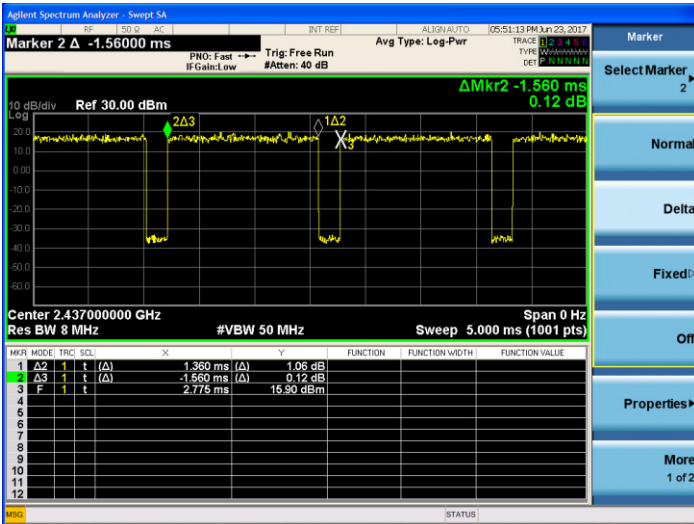 Agilent Spectrum Analyzer - Swept SA
RF 50 Ω AC INT REF ALIGN AUTO 05:51:13 PM Jun 23, 2017
Marker 2 Δ -1.56000 ms
PNO: Fast
IFGain:Low
Trig: Free Run
#Atten: 40 dB
Avg Type: Log-Pwr
TRACE 1 2 3 4 5 6
TYPE W
DET P N N N N N
ΔMkr2 -1.560 ms
0.12 dB
10 dB/div Ref 30.00 dBm
Log
20.0
10.0
0.00
-10.0
-20.0
-30.0
-40.0
-50.0
-60.0
2Δ3
1Δ2
X3
Center 2.437000000 GHz Span 0 Hz
Res BW 8 MHz #VBW 50 MHz Sweep 5.000 ms (1001 pts)
MKR MODE TRC SCL X Y FUNCTION FUNCTION WIDTH FUNCTION VALUE
1 Δ2 1 t (Δ) 1.360 ms (Δ) 1.06 dB
2 Δ3 1 t (Δ) -1.560 ms (Δ) 0.12 dB
3 F 1 t 2.775 ms 15.90 dBm
4
5
6
7
8
9
10
11
12
MSG STATUS
Marker
Select Marker
2
Normal
Delta
Fixed
Off
Properties
More
1 of 2